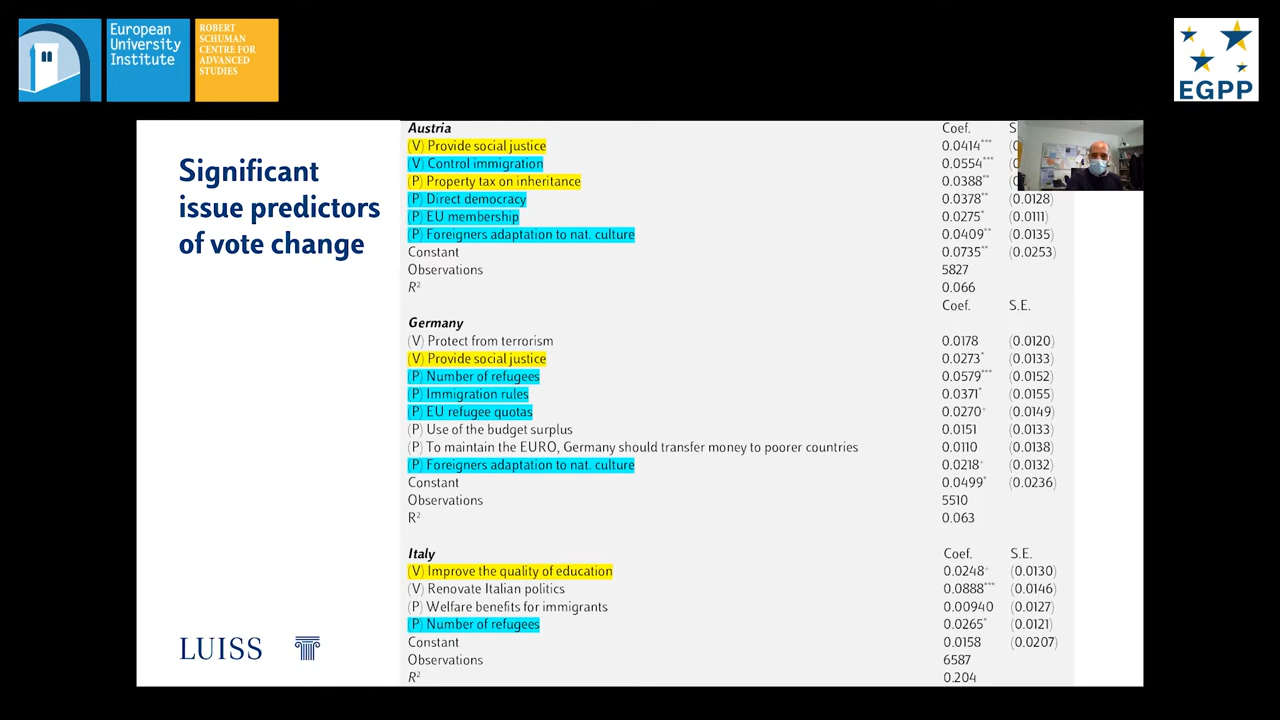 European
University
Institute
ROBERT
SCHUMAN
CENTRE FOR
ADVANCED
STUDIES
EGPP
Significant
issue predictors
of vote change
Austria Coef.
(V) Provide social justice 0.0414***
(V) Control immigration 0.0554***
(P) Property tax on inheritance 0.0388**
(P) Direct democracy 0.0378** (0.0128)
(P) EU membership 0.0275* (0.0111)
(P) Foreigners adaptation to nat. culture 0.0409** (0.0135)
Constant 0.0735** (0.0253)
Observations 5827
R² 0.066
Coef. S.E.
Germany
(V) Protect from terrorism 0.0178 (0.0120)
(V) Provide social justice 0.0273* (0.0133)
(P) Number of refugees 0.0579*** (0.0152)
(P) Immigration rules 0.0371* (0.0155)
(P) EU refugee quotas 0.0270+ (0.0149)
(P) Use of the budget surplus 0.0151 (0.0133)
(P) To maintain the EURO, Germany should transfer money to poorer countries 0.0110 (0.0138)
(P) Foreigners adaptation to nat. culture 0.0218+ (0.0132)
Constant 0.0499* (0.0236)
Observations 5510
R² 0.063
Italy Coef. S.E.
(V) Improve the quality of education 0.0248+ (0.0130)
(V) Renovate Italian politics 0.0888*** (0.0146)
(P) Welfare benefits for immigrants 0.00940 (0.0127)
(P) Number of refugees 0.0265* (0.0121)
Constant 0.0158 (0.0207)
Observations 6587
R² 0.204
LUISS